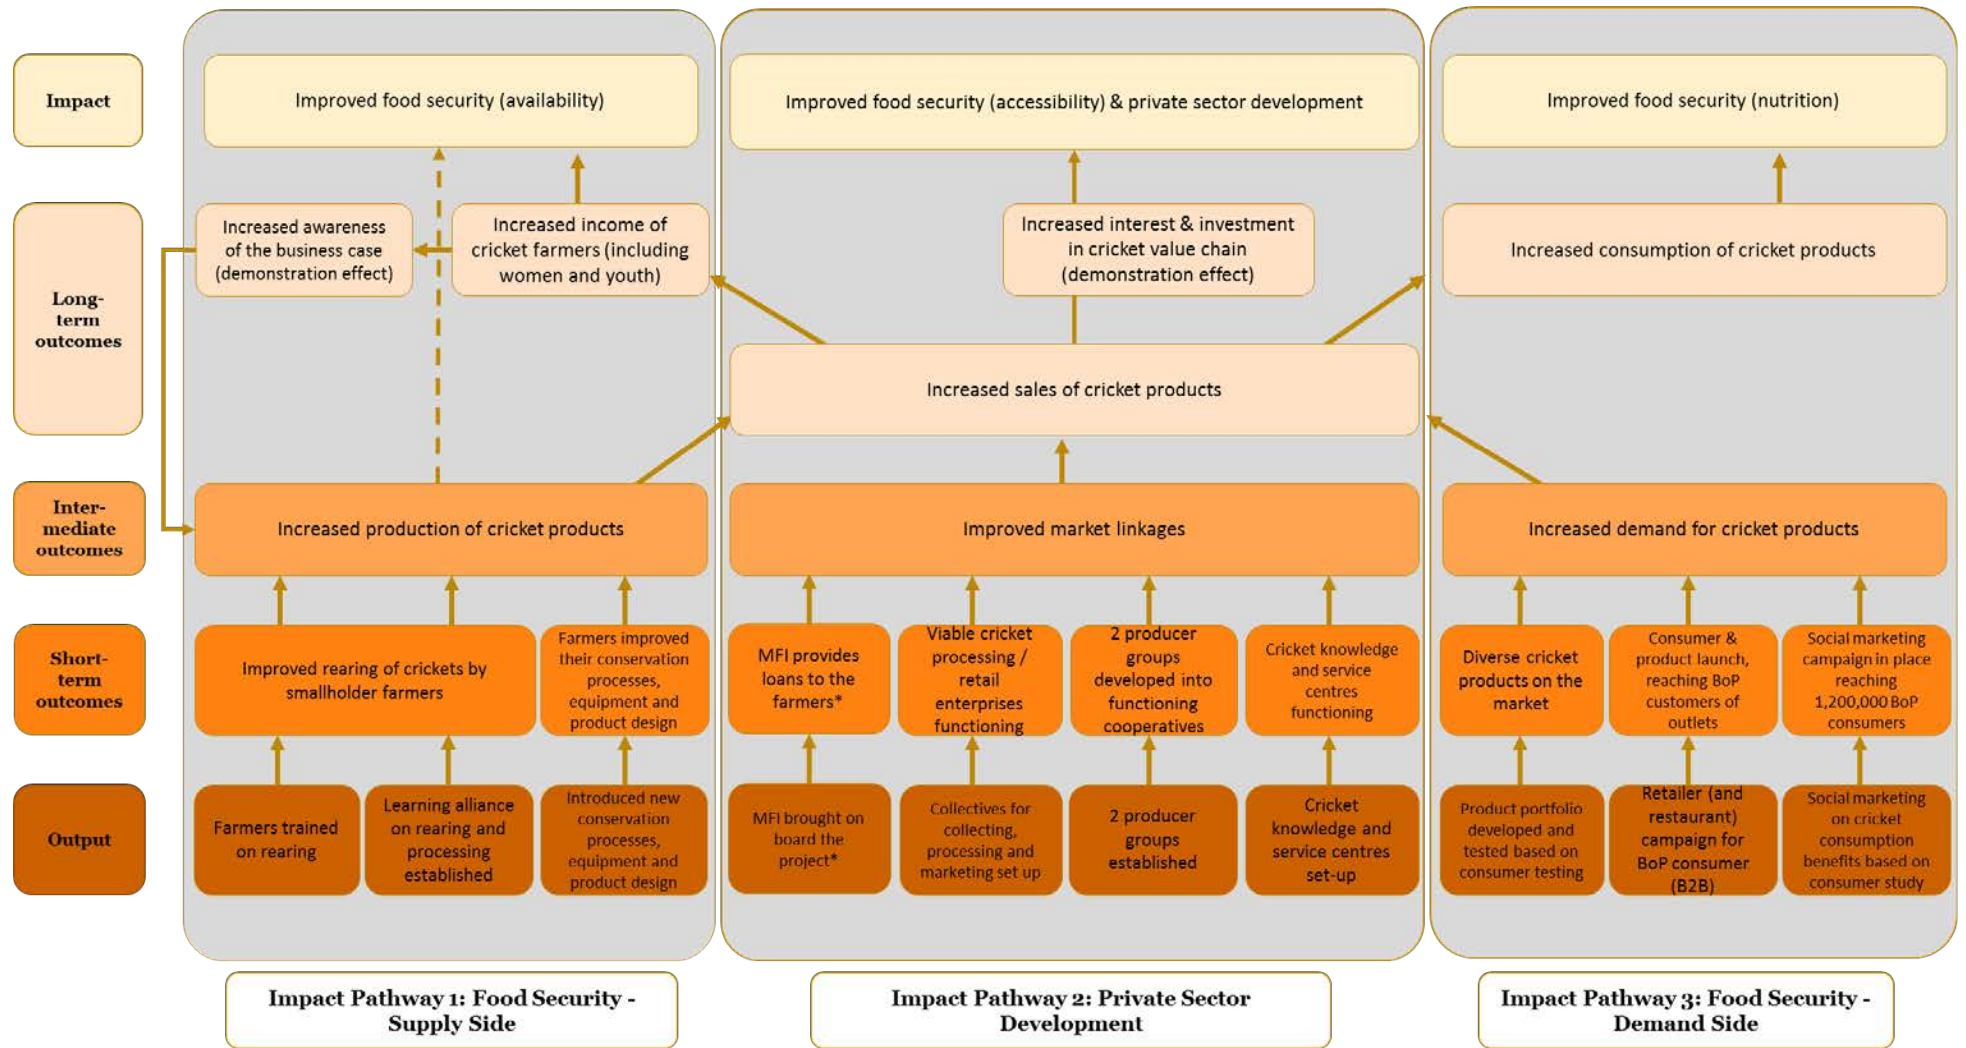 Impact
Improved food security (availability)
Improved food security (accessibility) & private sector development
Improved food security (nutrition)
Long-
term
outcomes
Increased awareness
of the business case
(demonstration effect)
Increased income of
cricket farmers (including
women and youth)
Increased interest & investment
in cricket value chain
(demonstration effect)
Increased consumption of cricket products
Increased sales of cricket products
Inter-
mediate
outcomes
Increased production of cricket products
Improved market linkages
Increased demand for cricket products
Short-
term
outcomes
Improved rearing of crickets by
smallholder farmers
Farmers improved
their conservation
processes,
equipment and
product design
MFI provides
loans to the
farmers*
Viable cricket
processing /
retail
enterprises
functioning
2 producer
groups
developed into
functioning
cooperatives
Cricket knowledge
and service
centres
functioning
Diverse cricket
products on the
market
Consumer &
product launch,
reaching BoP
customers of
outlets
Social marketing
campaign in place
reaching
1,200,000 BoP
consumers
Output
Farmers trained
on rearing
Learning alliance
on rearing and
processing
established
Introduced new
conservation
processes,
equipment and
product design
MFI brought on
board the
project*
Collectives for
collecting,
processing and
marketing set up
2 producer
groups
established
Cricket
knowledge and
service centres
set-up
Product portfolio
developed and
tested based on
consumer testing
Retailer (and
restaurant)
campaign for
BoP consumer
(B2B)
Social marketing
on cricket
consumption
benefits based on
consumer study
Impact Pathway 1: Food Security -
Supply Side
Impact Pathway 2: Private Sector
Development
Impact Pathway 3: Food Security -
Demand Side